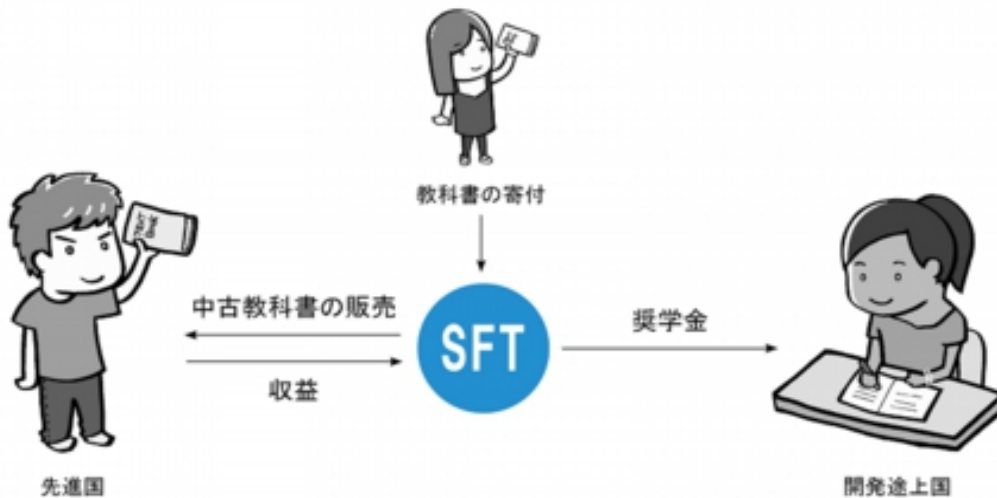 教科書の寄付
中古教科書の販売
収益
SFT
奨学金
先進国
開発途上国